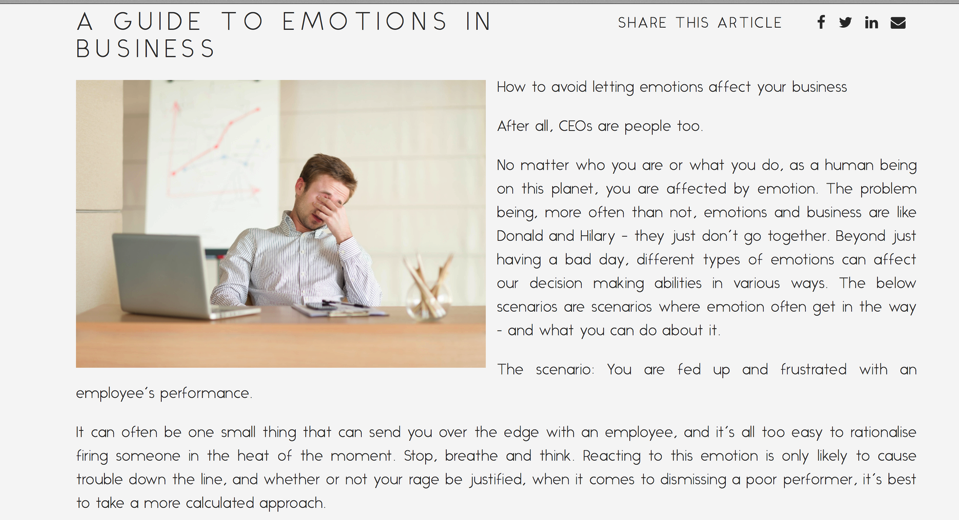 A GUIDE TO EMOTIONS IN
BUSINESS
SHARE THIS ARTICLE
How to avoid letting emotions affect your business
After all, CEOs are people too.
No matter who you are or what you do, as a human being
on this planet, you are affected by emotion. The problem
being, more often than not, emotions and business are like
Donald and Hilary - they just don´t go together. Beyond just
having a bad day, different types of emotions can affect
our decision making abilities in various ways. The below
scenarios are scenarios where emotion often get in the way
- and what you can do about it.
The scenario: You are fed up and frustrated with an
employee´s performance.
It can often be one small thing that can send you over the edge with an employee, and it´s all too easy to rationalise
firing someone in the heat of the moment. Stop, breathe and think. Reacting to this emotion is only likely to cause
trouble down the line, and whether or not your rage be justified, when it comes to dismissing a poor performer, it´s best
to take a more calculated approach.